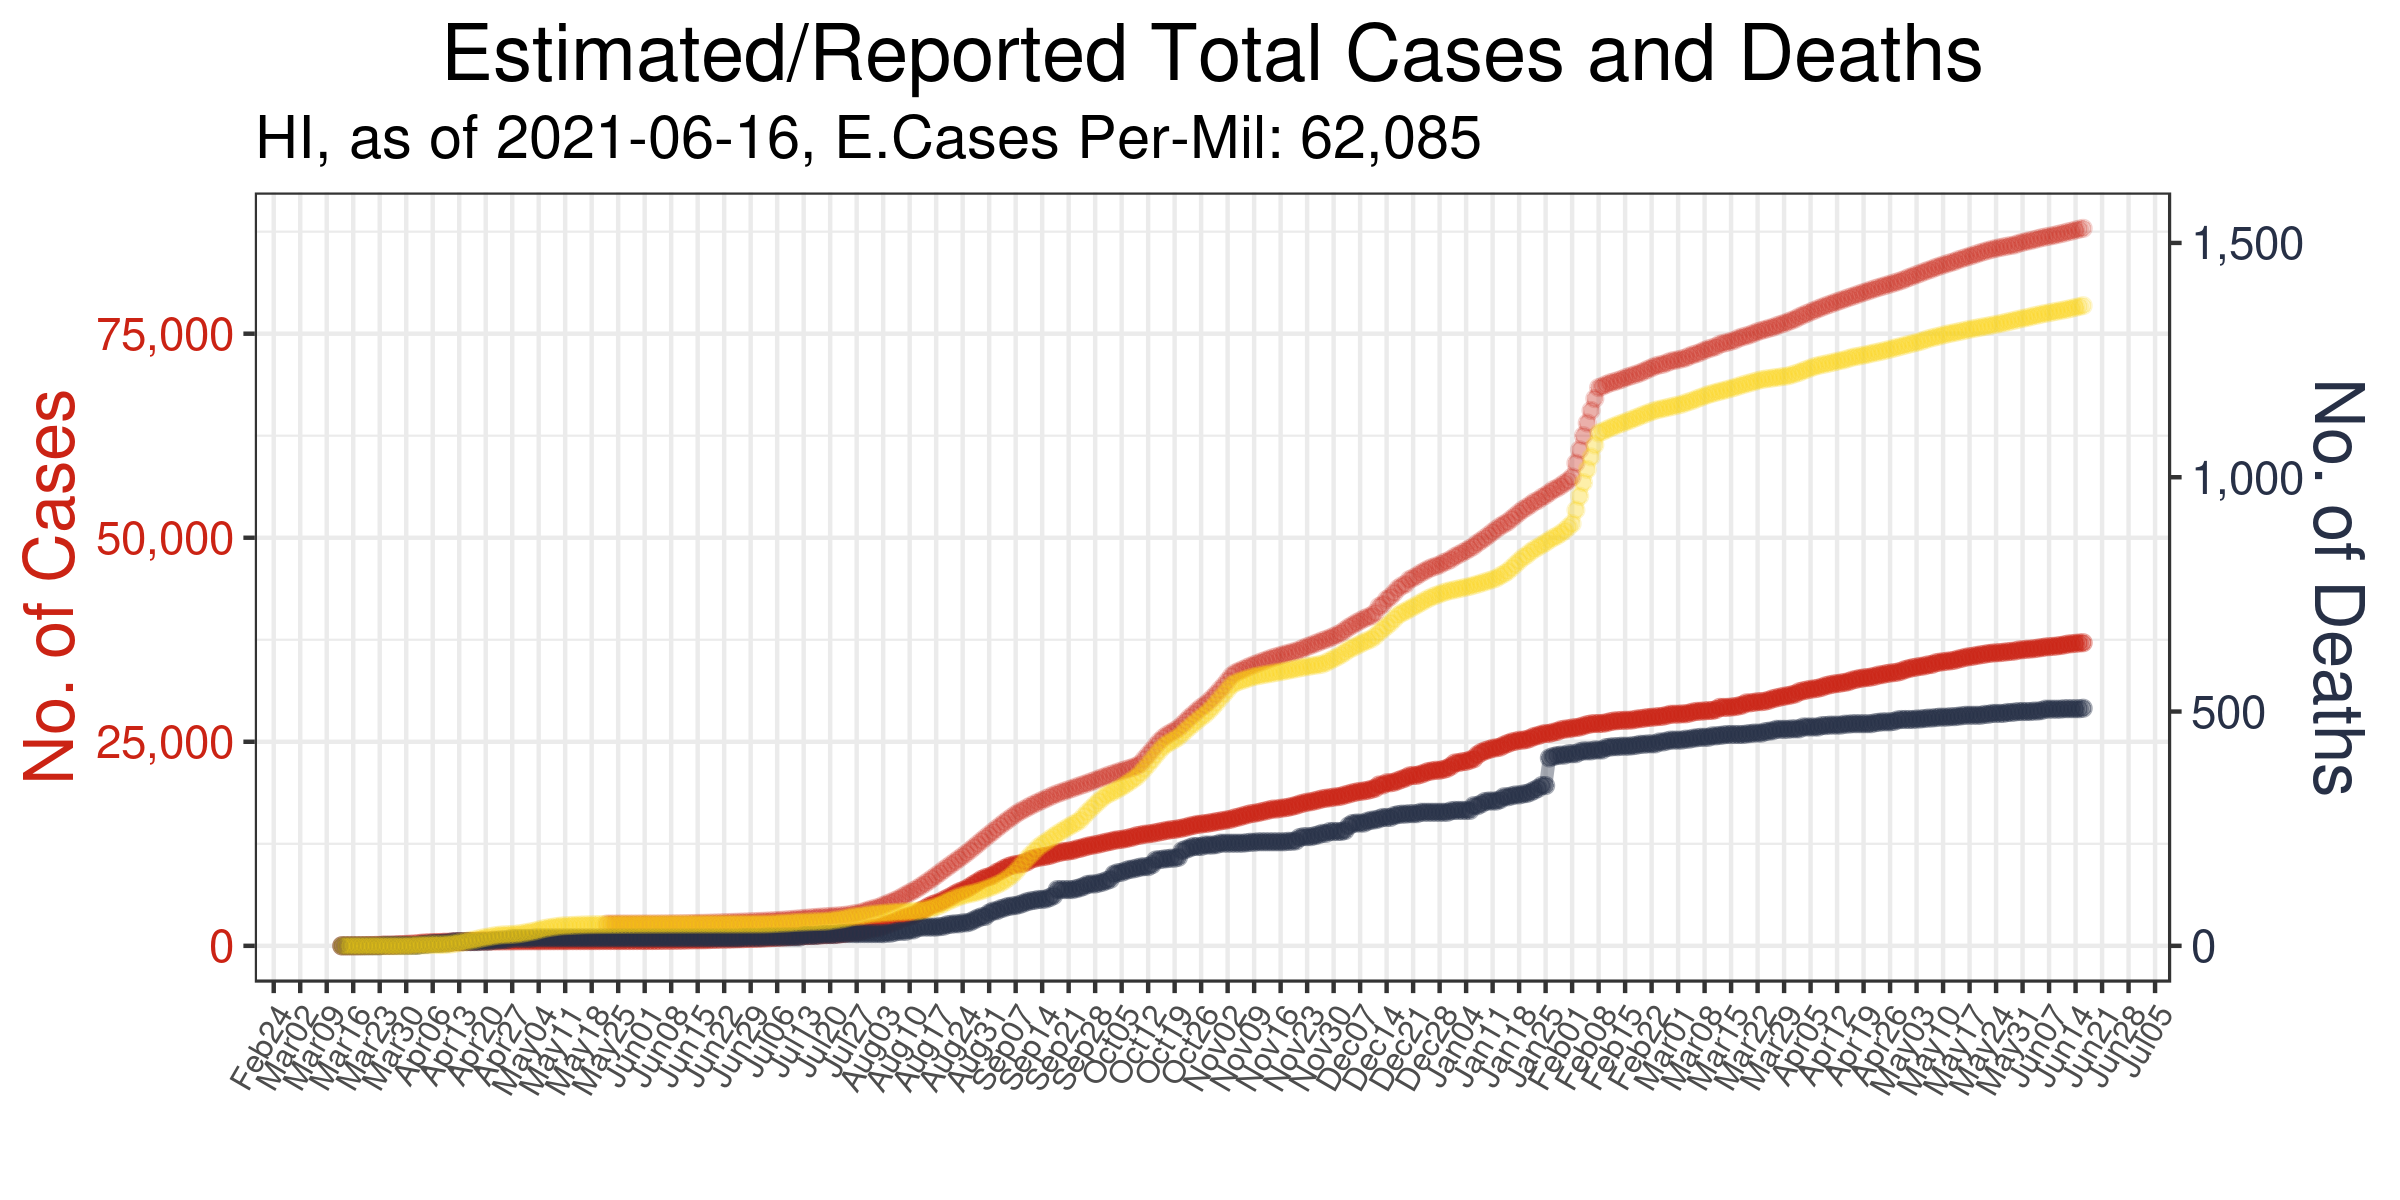 Estimated/Reported Total Cases and Deaths
HI, as of 2021-06-16, E.Cases Per-Mil: 62,085
No. of Cases
75,000
50,000
25,000
0
1,500
1,000
500
0
No. of Deaths
Feb24
Mar02
Mar09
Mar16
Mar23
Mar30
Apr06
Apr13
Apr20
Apr27
May04
May11
May18
May25
Jun01
Jun08
Jun15
Jun22
Jun29
Jul06
Jul13
Jul20
Jul27
Aug03
Aug10
Aug17
Aug24
Aug31
Sep07
Sep14
Sep21
Sep28
Oct05
Oct12
Oct19
Oct26
Nov02
Nov09
Nov16
Nov23
Nov30
Dec07
Dec14
Dec21
Dec28
Jan04
Jan11
Jan18
Jan25
Feb01
Feb08
Feb15
Feb22
Mar01
Mar08
Mar15
Mar22
Mar29
Apr05
Apr12
Apr19
Apr26
May03
May10
May17
May24
May31
Jun07
Jun14
Jun21
Jun28
Jul05